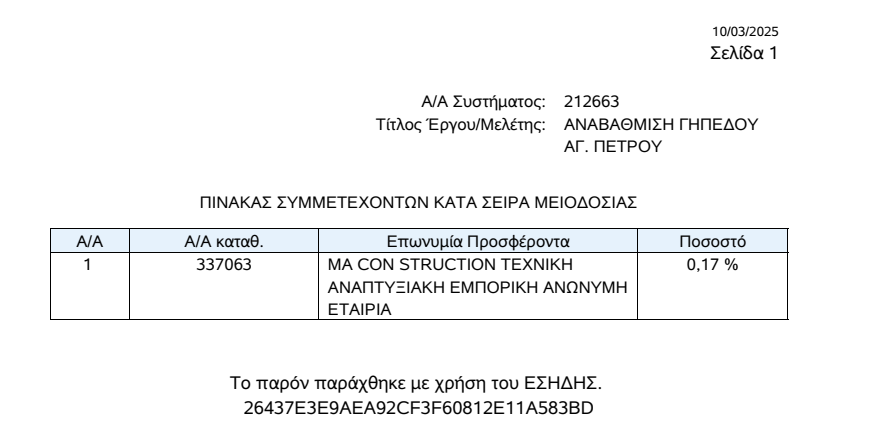 10/03/2025
Σελίδα 1
Α/Α Συστήματος: 212663
Τίτλος Έργου/Μελέτης: ΑΝΑΒΑΘΜΙΣΗ ΓΗΠΕΔΟΥ
ΑΓ. ΠΕΤΡΟΥ
ΠΙΝΑΚΑΣ ΣΥΜΜΕΤΕΧΟΝΤΩΝ ΚΑΤΑ ΣΕΙΡΑ ΜΕΙΟΔΟΣΙΑΣ
Α/Α Α/Α καταθ. Επωνυμία Προσφέροντα Ποσοστό
1 337063 MA CON STRUCTION ΤΕΧΝΙΚΗ 0,17 %
ΑΝΑΠΤΥΞΙΑΚΗ ΕΜΠΟΡΙΚΗ ΑΝΩΝΥΜΗ
ΕΤΑΙΡΙΑ
Το παρόν παράχθηκε με χρήση του ΕΣΗΔΗΣ.
26437E3E9AEA92CF3F60812E11A583BD